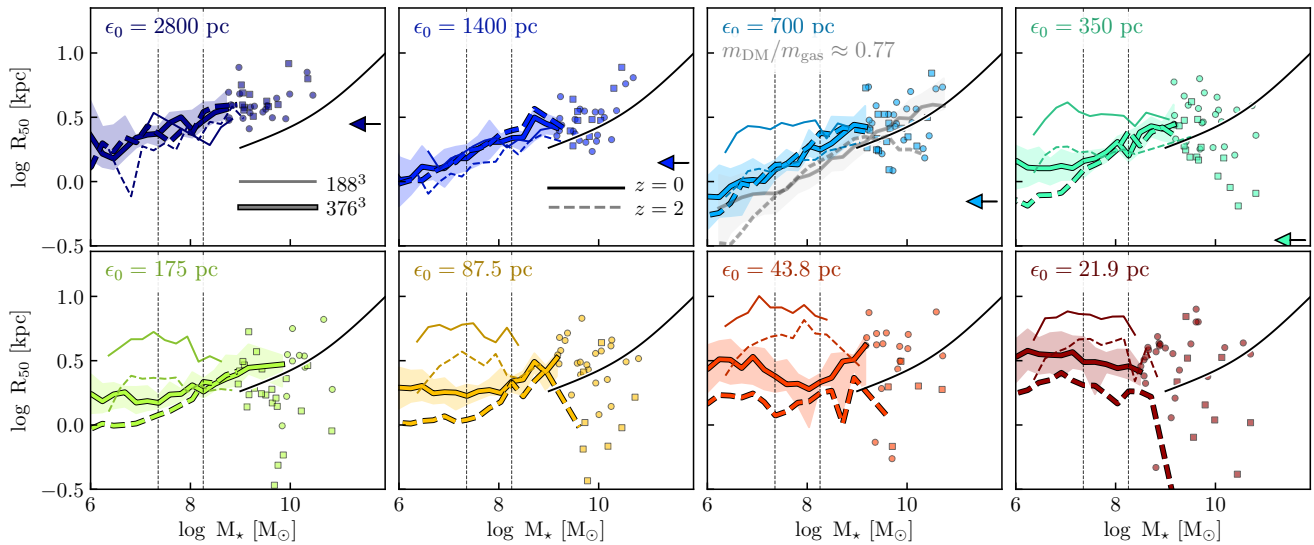 ϵ₀ = 2800 pc
ϵ₀ = 1400 pc
ϵ₀ = 700 pc
ϵ₀ = 350 pc
m_DM/m_gas ≈ 0.77
188³
376³
z = 0
z = 2
log R₅₀ [kpc]
1.0
0.5
0.0
−0.5
ϵ₀ = 175 pc
ϵ₀ = 87.5 pc
ϵ₀ = 43.8 pc
ϵ₀ = 21.9 pc
log R₅₀ [kpc]
1.0
0.5
0.0
−0.5
6 8 10
6 8 10
6 8 10
6 8 10
log M⋆ [M⊙]
log M⋆ [M⊙]
log M⋆ [M⊙]
log M⋆ [M⊙]